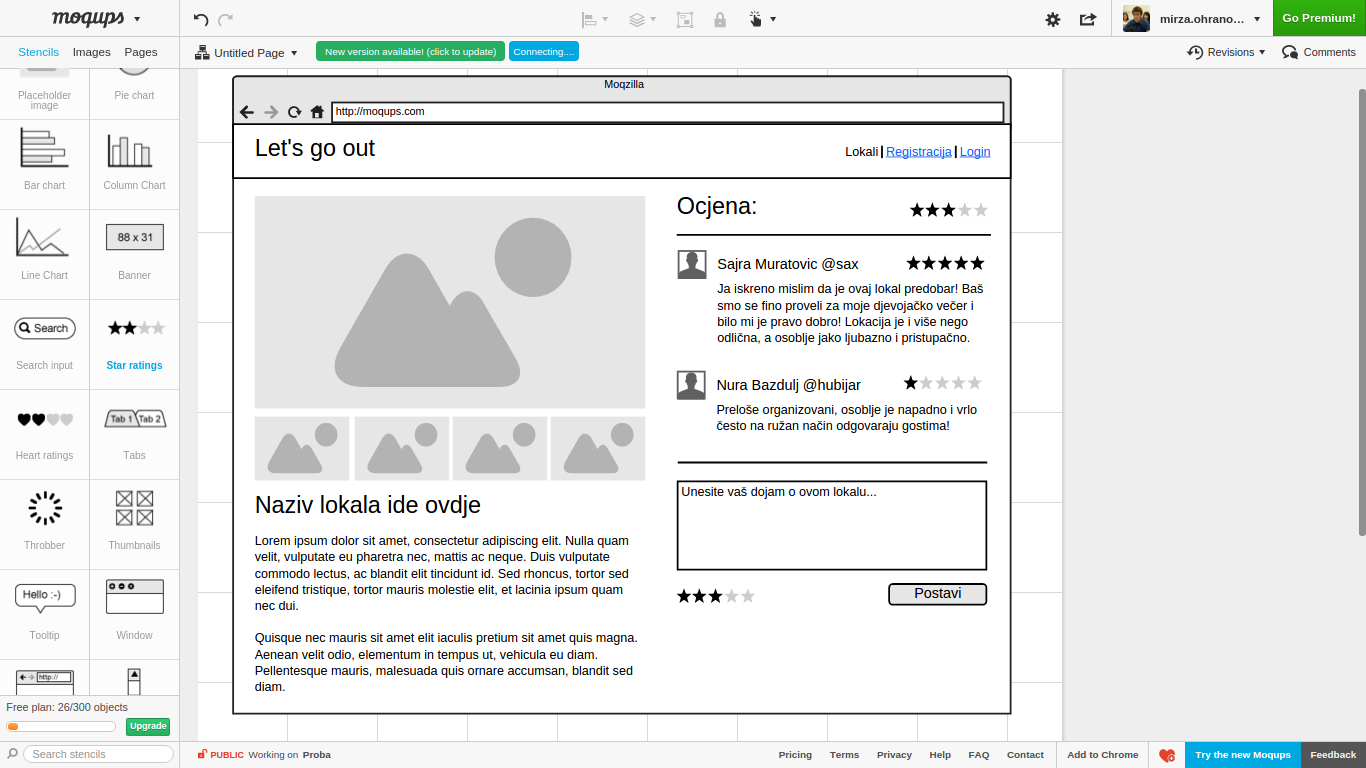 moqups
mirza.ohrano...
Go Premium!
Stencils Images Pages
Untitled Page
New version available! (click to update)
Connecting....
Revisions
Comments
Placeholder image
Pie chart
Bar chart
Column Chart
Line Chart
88 x 31
Banner
Search
Search input
Star ratings
Heart ratings
Tab 1 Tab 2
Tabs
Throbber
Thumbnails
Hello :-)
Tooltip
Window
http://
Free plan: 26/300 objects
Upgrade
Search stencils
Moqzilla
http://moqups.com
Let's go out
Lokali Registracija Login
Naziv lokala ide ovdje
Lorem ipsum dolor sit amet, consectetur adipiscing elit. Nulla quam
velit, vulputate eu pharetra nec, mattis ac neque. Duis vulputate
commodo lectus, ac blandit elit tincidunt id. Sed rhoncus, tortor sed
eleifend tristique, tortor mauris molestie elit, et lacinia ipsum quam
nec dui.
Quisque nec mauris sit amet elit iaculis pretium sit amet quis magna.
Aenean velit odio, elementum in tempus ut, vehicula eu diam.
Pellentesque mauris, malesuada quis ornare accumsan, blandit sed
diam.
Ocjena:
Sajra Muratovic @sax
Ja iskreno mislim da je ovaj lokal predobar! Baš
smo se fino proveli za moje djevojačko večer i
bilo mi je pravo dobro! Lokacija je i više nego
odlična, a osoblje jako ljubazno i pristupačno.
Nura Bazdulj @hubijar
Preloše organizovani, osoblje je napadno i vrlo
često na ružan način odgovaraju gostima!
Unesite vaš dojam o ovom lokalu...
Postavi
PUBLIC Working on Proba
Pricing Terms Privacy Help FAQ Contact Add to Chrome
Try the new Moqups
Feedback